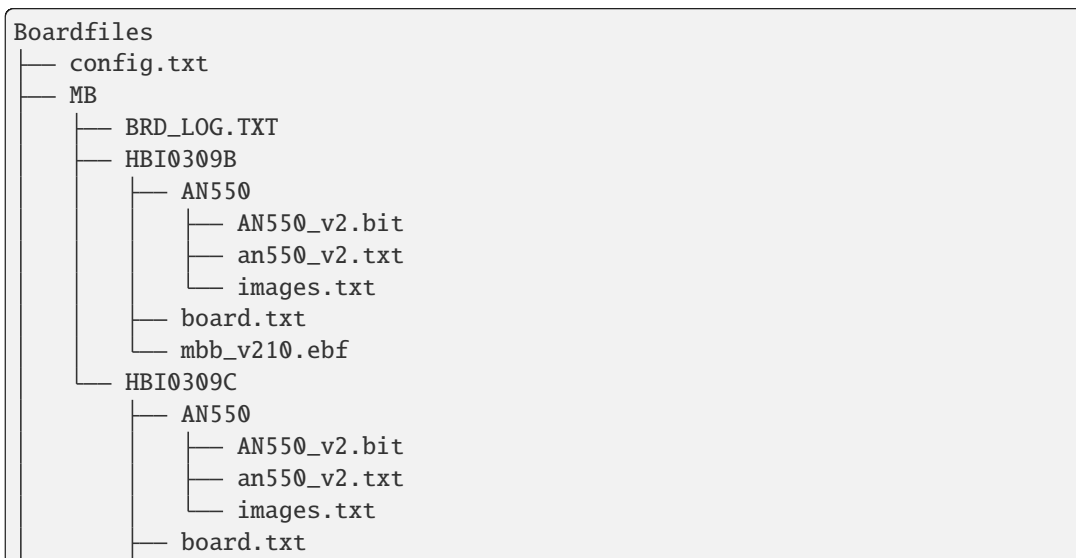 Boardfiles
├── config.txt
├── MB
│   ├── BRD_LOG.TXT
│   ├── HBI0309B
│   │   ├── AN550
│   │   │   ├── AN550_v2.bit
│   │   │   ├── an550_v2.txt
│   │   │   └── images.txt
│   │   ├── board.txt
│   │   └── mbb_v210.ebf
│   └── HBI0309C
│       ├── AN550
│       │   ├── AN550_v2.bit
│       │   ├── an550_v2.txt
│       │   └── images.txt
│       ├── board.txt